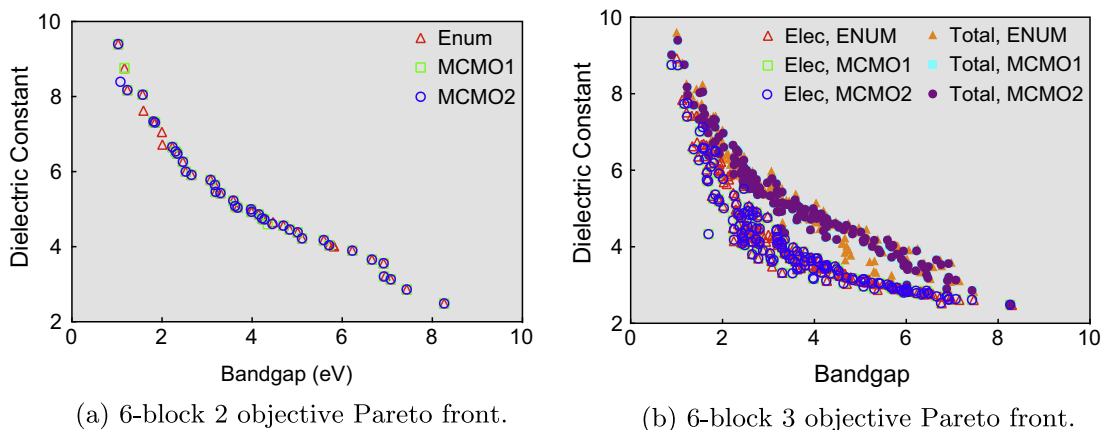 10
8
6
4
2
0
2
4
6
8
10
Dielectric Constant
Bandgap (eV)
Enum
MCMO1
MCMO2
(a) 6-block 2 objective Pareto front.
10
8
6
4
2
0
2
4
6
8
10
Dielectric Constant
Bandgap
Elec, ENUM
Elec, MCMO1
Elec, MCMO2
Total, ENUM
Total, MCMO1
Total, MCMO2
(b) 6-block 3 objective Pareto front.